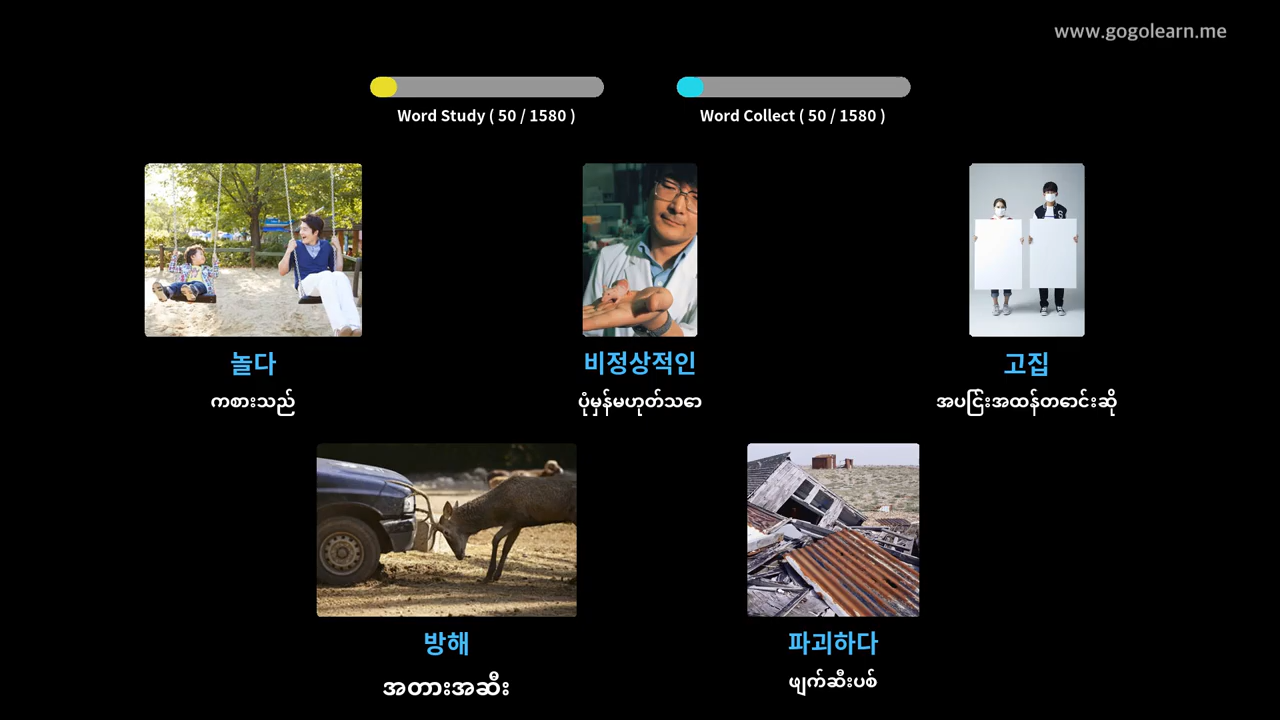 www.gogolearn.me
Word Study ( 50 / 1580 )
Word Collect ( 50 / 1580 )
놀다
비정상적인
고집
ကစားသည်
ပုံမှန်မဟုတ်သော
အပငြ်းအထန်တောင်းဆို
방해
파괴하다
အတားအဆီး
ဖျက်ဆီးပစ်